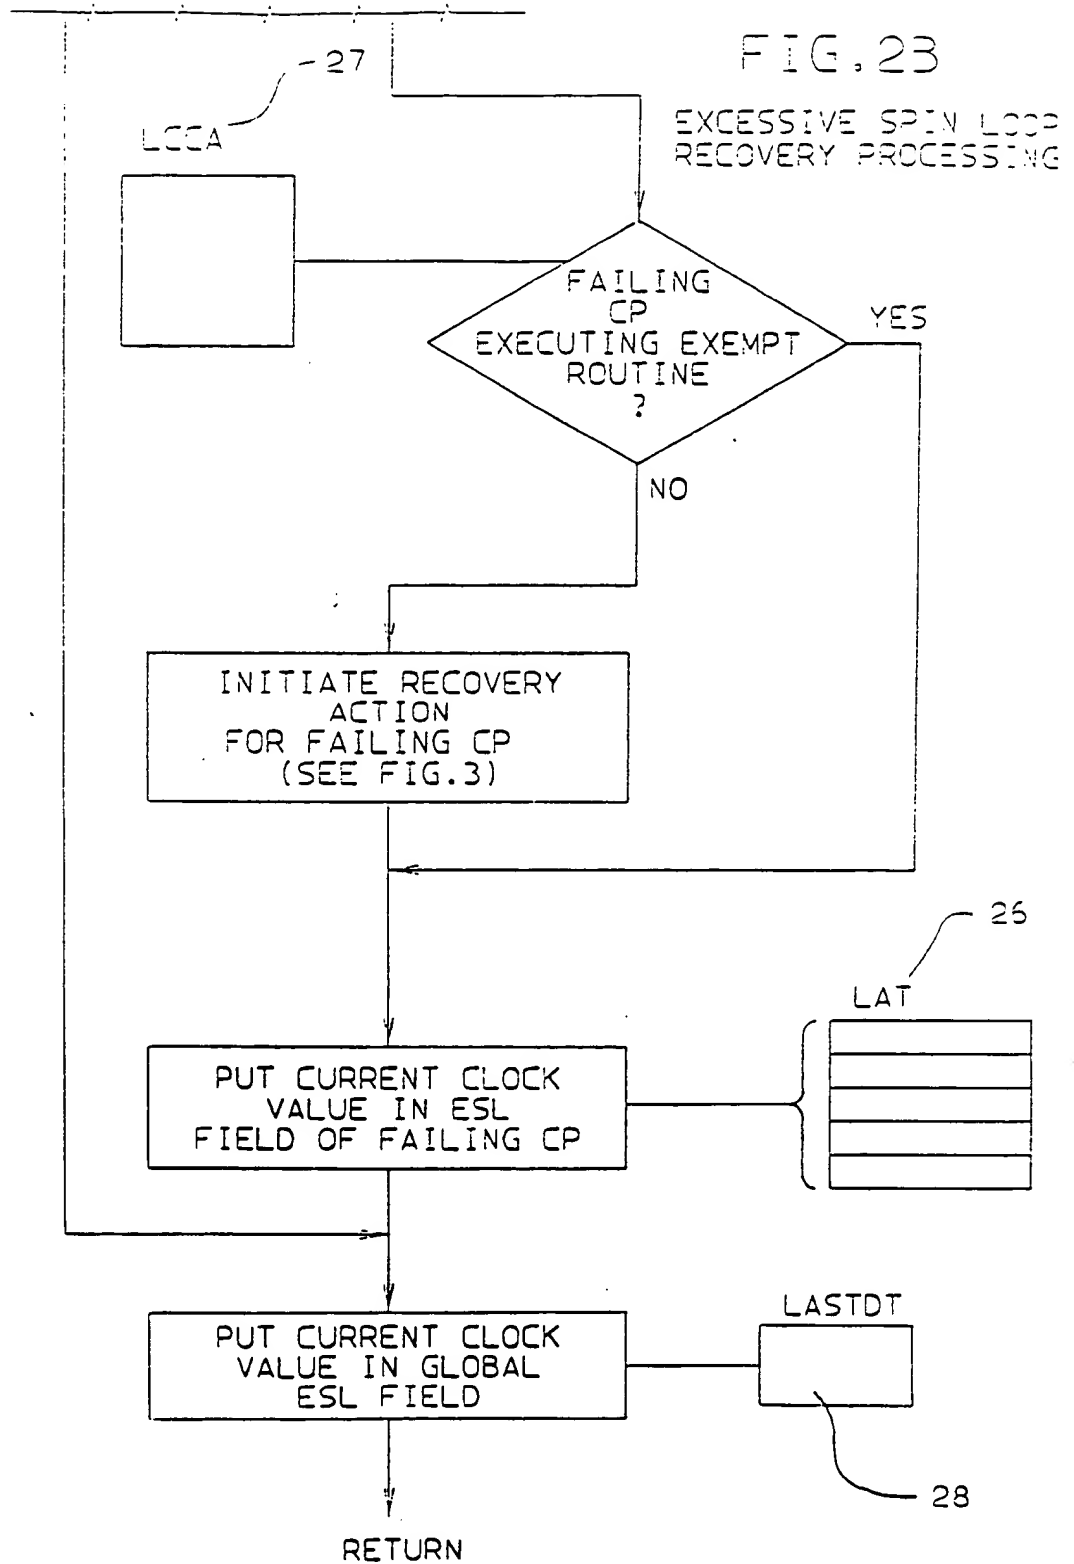 FIG.23
EXCESSIVE SPIN LOOP
RECOVERY PROCESSING
27
LCCA
FAILING
CP
EXECUTING EXEMPT
ROUTINE
?
YES
NO
INITIATE RECOVERY
ACTION
FOR FAILING CP
(SEE FIG.3)
26
LAT
PUT CURRENT CLOCK
VALUE IN ESL
FIELD OF FAILING CP
LASTDT
PUT CURRENT CLOCK
VALUE IN GLOBAL
ESL FIELD
28
RETURN